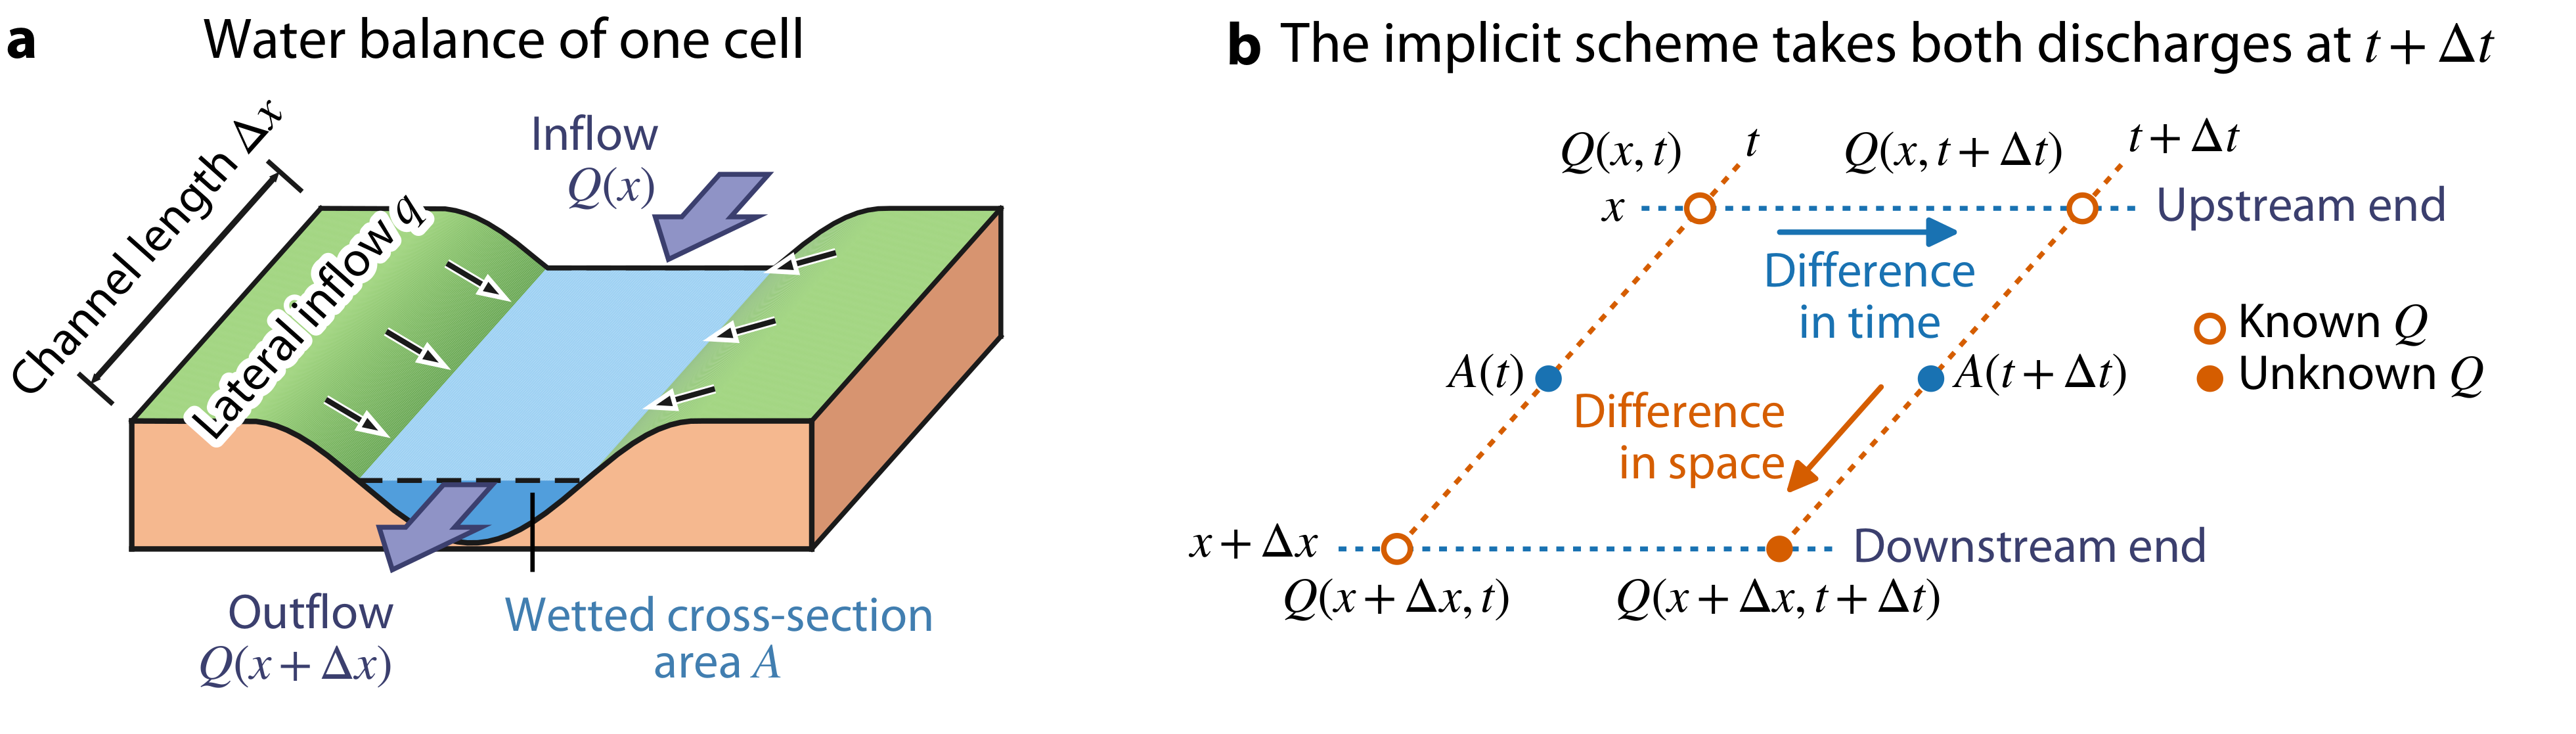 a
Water balance of one cell
Channel length Δx
Lateral inflow q
Inflow
Q(x)
Outflow
Q(x + Δx)
Wetted cross-section
area A
b The implicit scheme takes both discharges at t + Δt
Q(x, t)
t
Q(x, t + Δt)
t + Δt
x
Upstream end
Difference
in time
A(t)
A(t + Δt)
Difference
in space
Known Q
Unknown Q
x + Δx
Downstream end
Q(x + Δx, t)
Q(x + Δx, t + Δt)